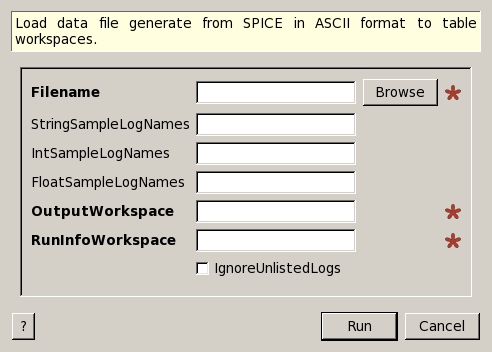 Load data file generate from SPICE in ASCII format to table
workspaces.
Filename
Browse
StringSampleLogNames
IntSampleLogNames
FloatSampleLogNames
OutputWorkspace
RunInfoWorkspace
IgnoreUnlistedLogs
?
Run
Cancel